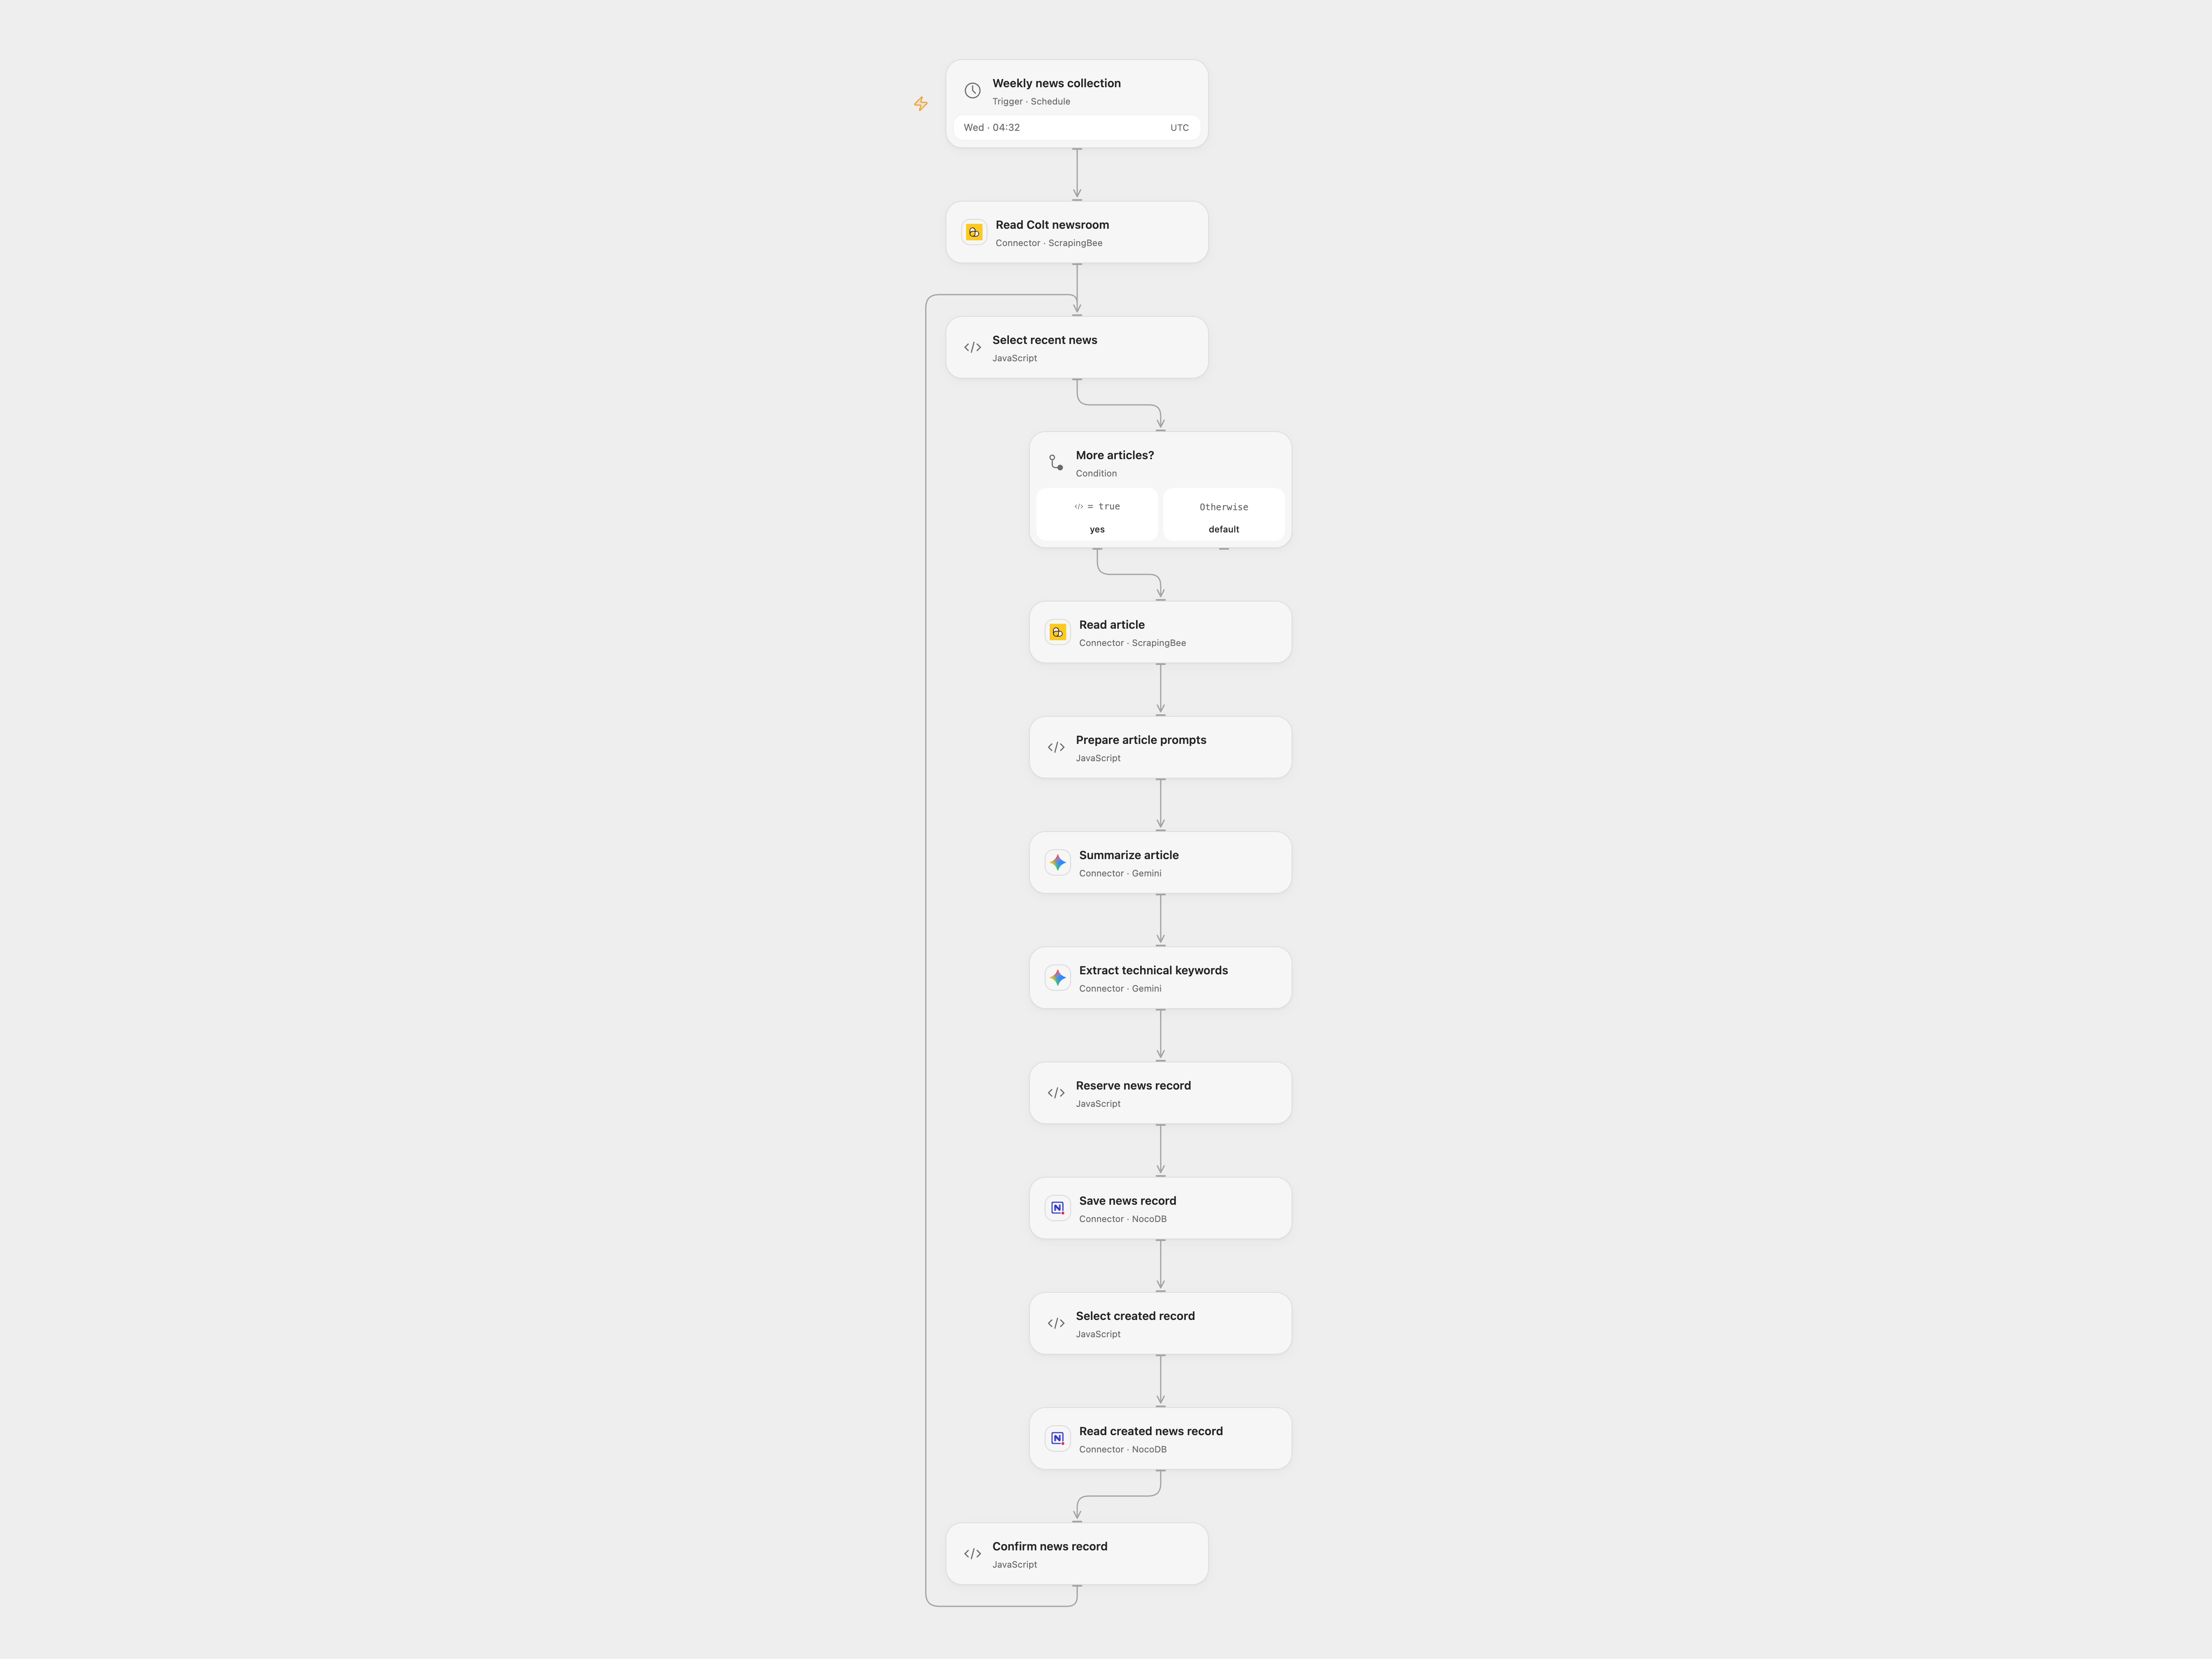 Weekly news collection
Trigger · Schedule
Wed · 04:32 UTC
Read Colt newsroom
Connector · ScrapingBee
Select recent news
JavaScript
More articles?
Condition
</> = true
Otherwise
yes
default
Read article
Connector · ScrapingBee
Prepare article prompts
JavaScript
Summarize article
Connector · Gemini
Extract technical keywords
Connector · Gemini
Reserve news record
JavaScript
Save news record
Connector · NocoDB
Select created record
JavaScript
Read created news record
Connector · NocoDB
Confirm news record
JavaScript